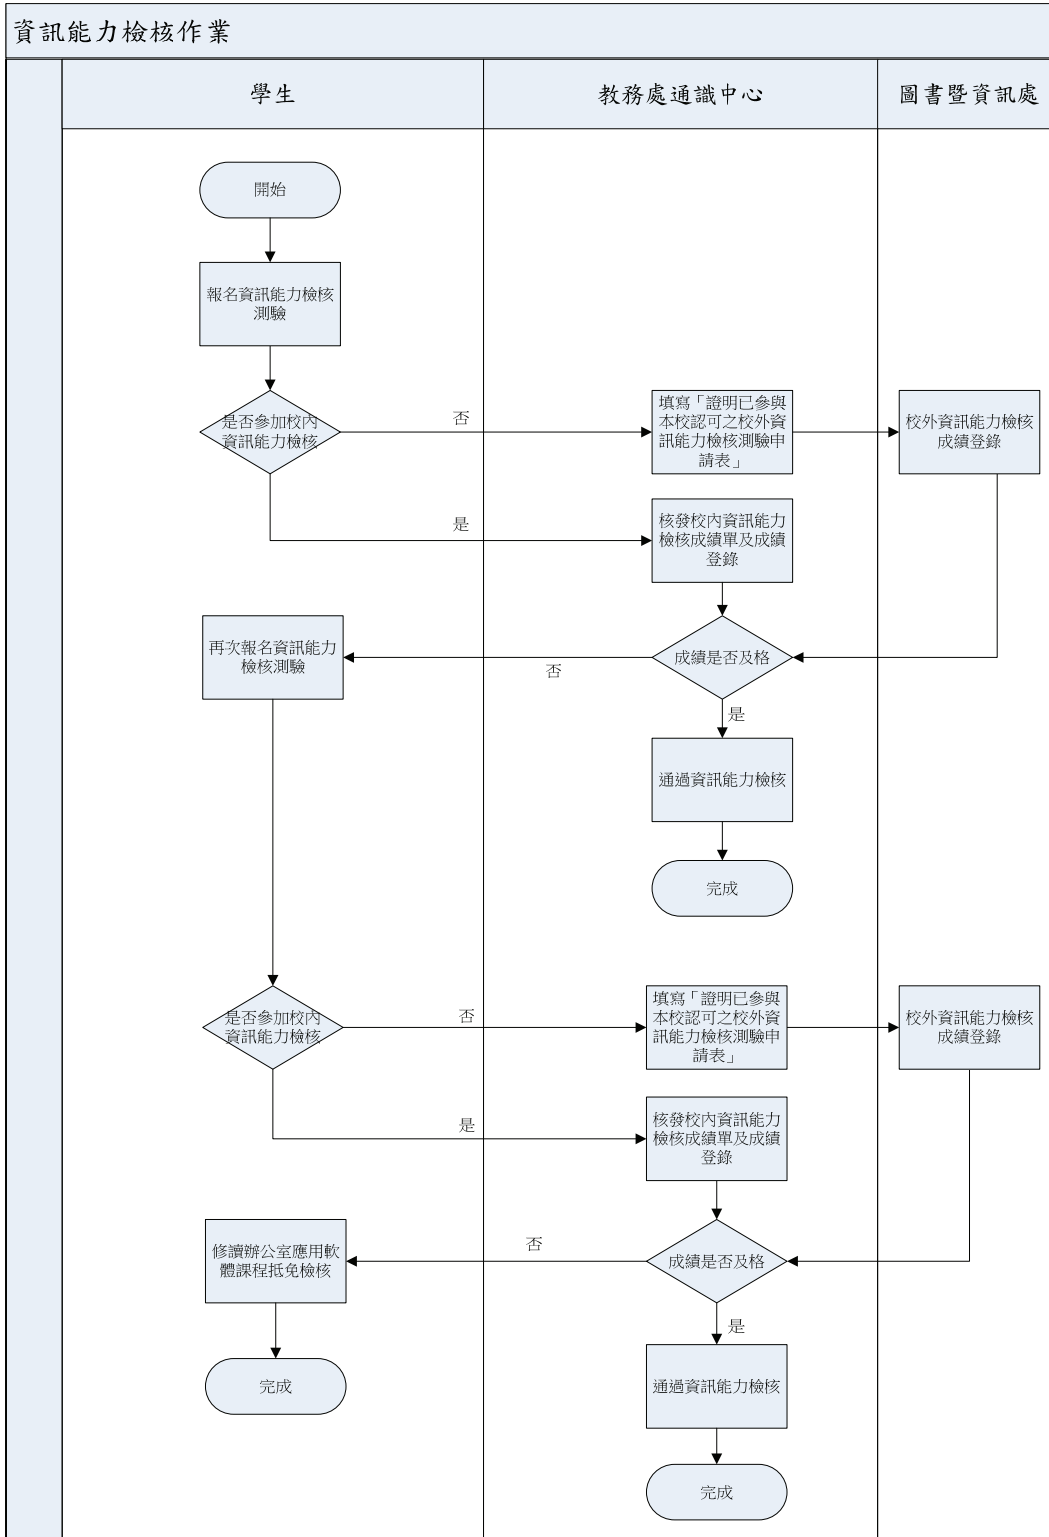 資訊能力檢核作業
學生
教務處通識中心
圖書暨資訊處
開始
報名資訊能力檢核
測驗
是否參加校內
資訊能力檢核
否
填寫「證明已參與
本校認可之校外資
訊能力檢核測驗申
請表」
校外資訊能力檢核
成績登錄
是
核發校內資訊能力
檢核成績單及成績
登錄
再次報名資訊能力
檢核測驗
否
成績是否及格
是
通過資訊能力檢核
完成
是否參加校內
資訊能力檢核
否
填寫「證明已參與
本校認可之校外資
訊能力檢核測驗申
請表」
校外資訊能力檢核
成績登錄
是
核發校內資訊能力
檢核成績單及成績
登錄
修讀辦公室應用軟
體課程抵免檢核
否
成績是否及格
是
完成
通過資訊能力檢核
完成